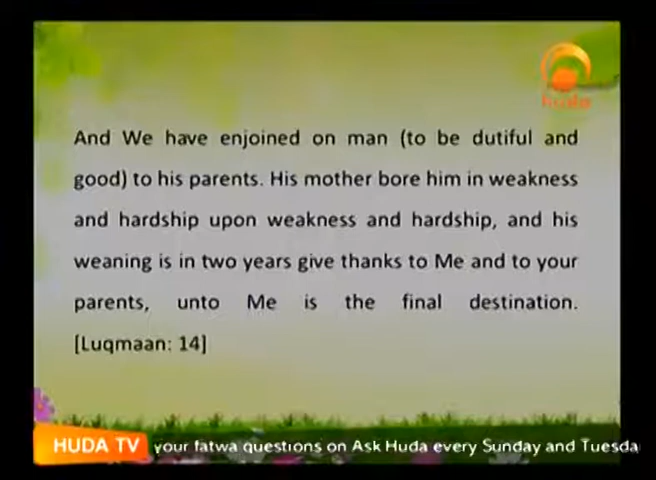 huda
And We have enjoined on man (to be dutiful and
good) to his parents. His mother bore him in weakness
and hardship upon weakness and hardship, and his
weaning is in two years give thanks to Me and to your
parents, unto Me is the final destination.
[Luqmaan: 14]
HUDA TV your fatwa questions on Ask Huda every Sunday and Tuesda